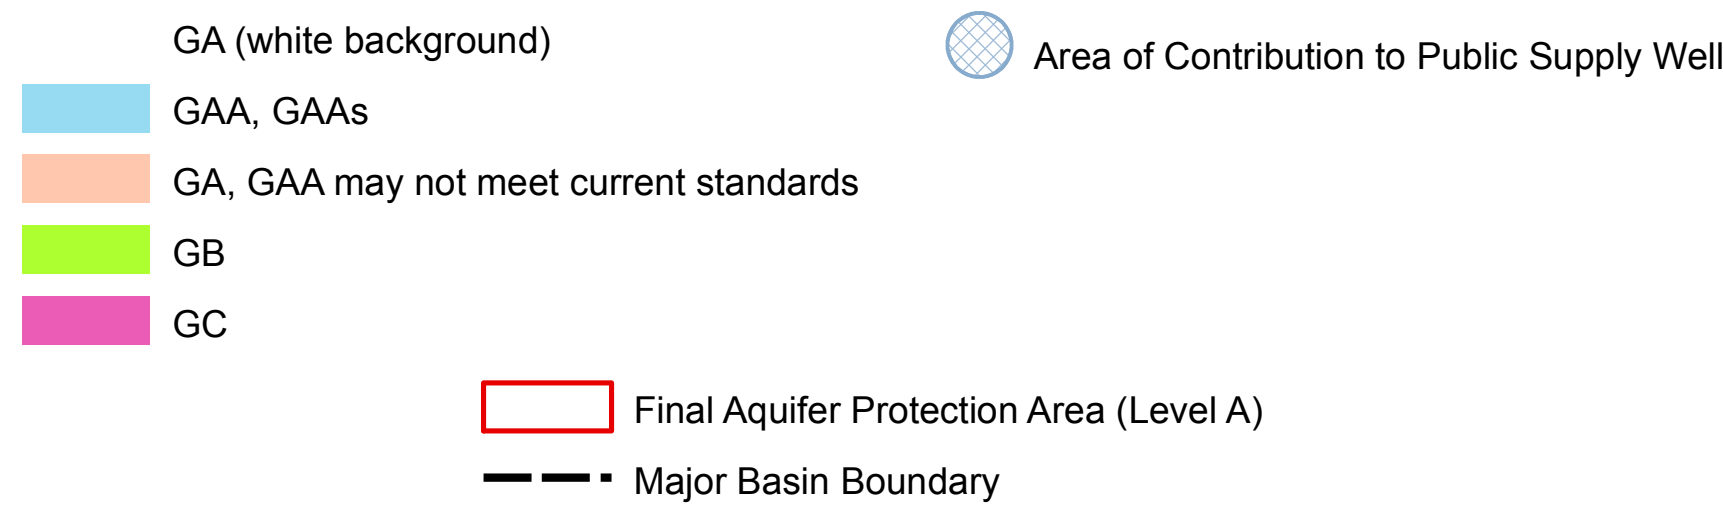 GA (white background)
GAA, GAAs
GA, GAA may not meet current standards
GB
GC
Area of Contribution to Public Supply Well
Final Aquifer Protection Area (Level A)
Major Basin Boundary